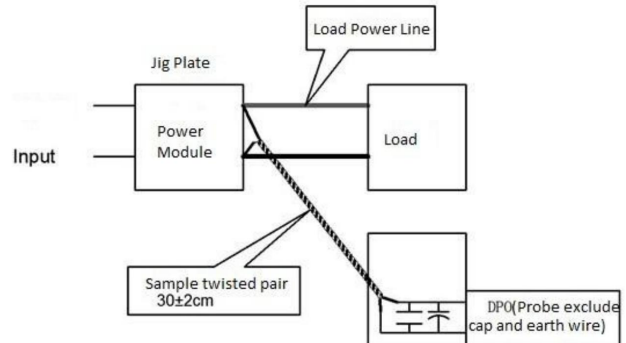 Load Power Line
Jig Plate
Power
Module
Load
Input
Sample twisted pair
30±2cm
DPO(Probe exclude
cap and earth wire)